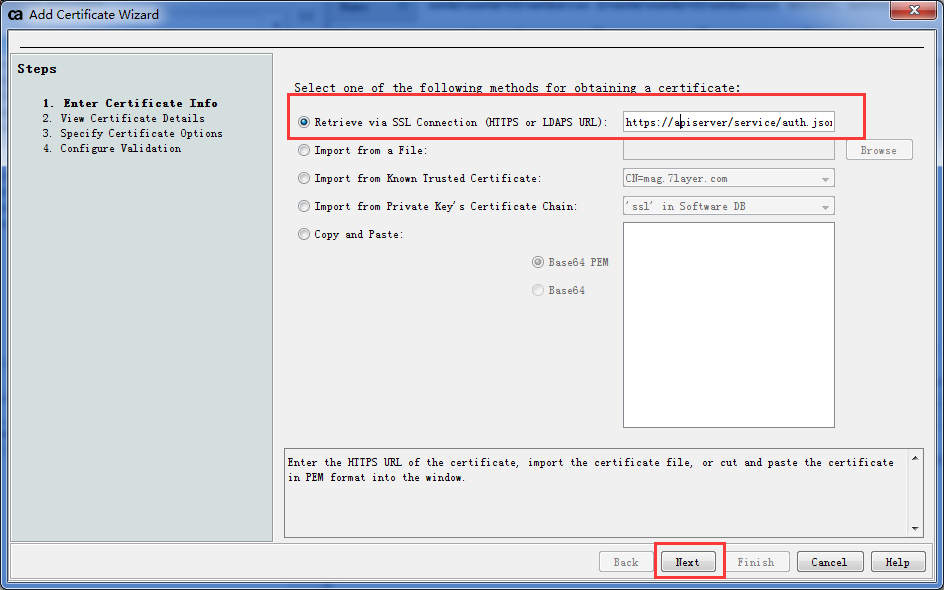 ca Add Certificate Wizard
Steps
1. Enter Certificate Info
2. View Certificate Details
3. Specify Certificate Options
4. Configure Validation
Select one of the following methods for obtaining a certificate:
Retrieve via SSL Connection (HTTPS or LDAPS URL): https://apiserver/service/auth.json
Import from a File: Browse
Import from Known Trusted Certificate: CN=mag.7layer.com
Import from Private Key's Certificate Chain: 'ssl' in Software DB
Copy and Paste:
Base64 PEM
Base64
Enter the HTTPS URL of the certificate, import the certificate file, or cut and paste the certificate
in PEM format into the window.
Back Next Finish Cancel Help